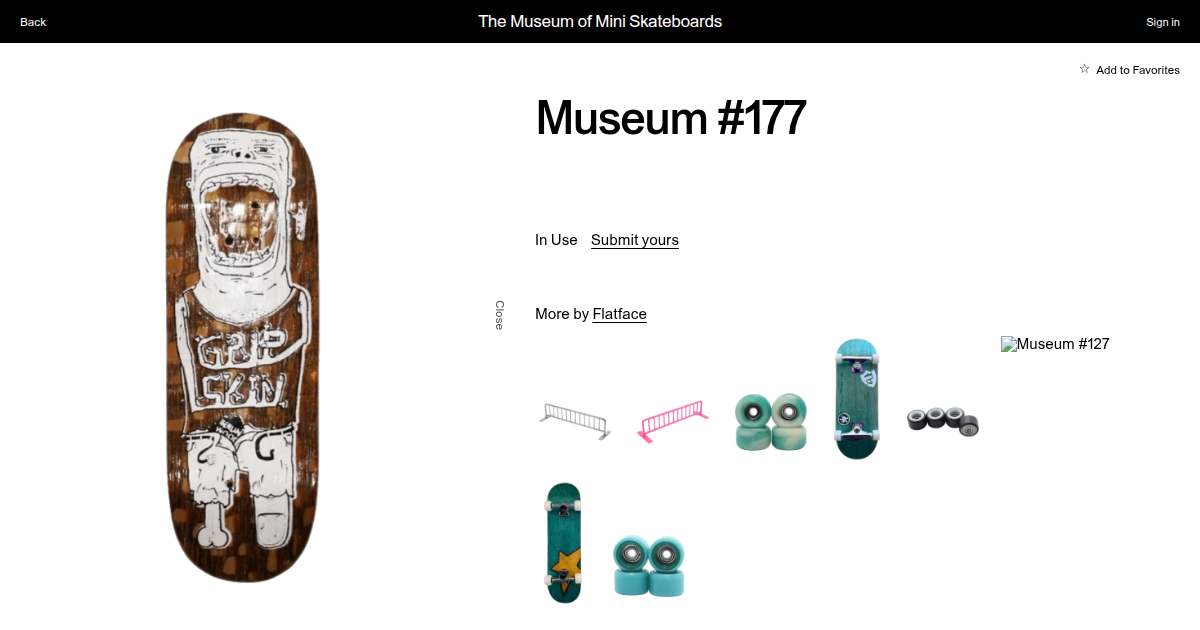 Back
The Museum of Mini Skateboards
Sign in
☆ Add to Favorites
Museum #177
In Use Submit yours
Close
More by Flatface
Museum #127
GRIP
SKIN
G